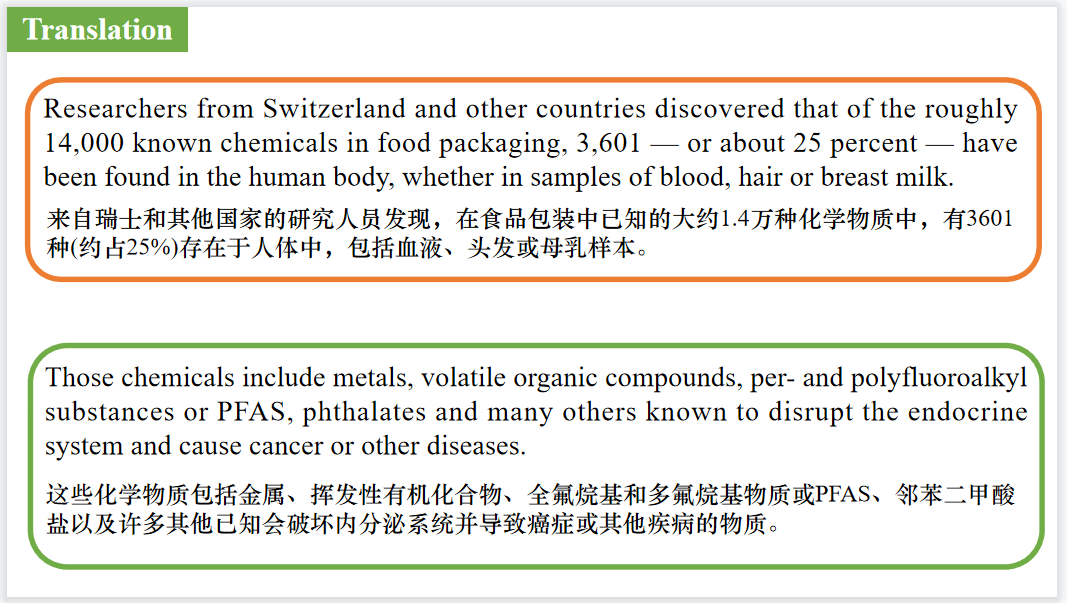 Translation
Researchers from Switzerland and other countries discovered that of the roughly
14,000 known chemicals in food packaging, 3,601 — or about 25 percent — have
been found in the human body, whether in samples of blood, hair or breast milk.
来自瑞士和其他国家的研究人员发现，在食品包装中已知的大约1.4万种化学物质中，有3601
种(约占25%)存在于人体中，包括血液、头发或母乳样本。
Those chemicals include metals, volatile organic compounds, per- and polyfluoroalkyl
substances or PFAS, phthalates and many others known to disrupt the endocrine
system and cause cancer or other diseases.
这些化学物质包括金属、挥发性有机化合物、全氟烷基和多氟烷基物质或PFAS、邻苯二甲酸
盐以及许多其他已知会破坏内分泌系统并导致癌症或其他疾病的物质。